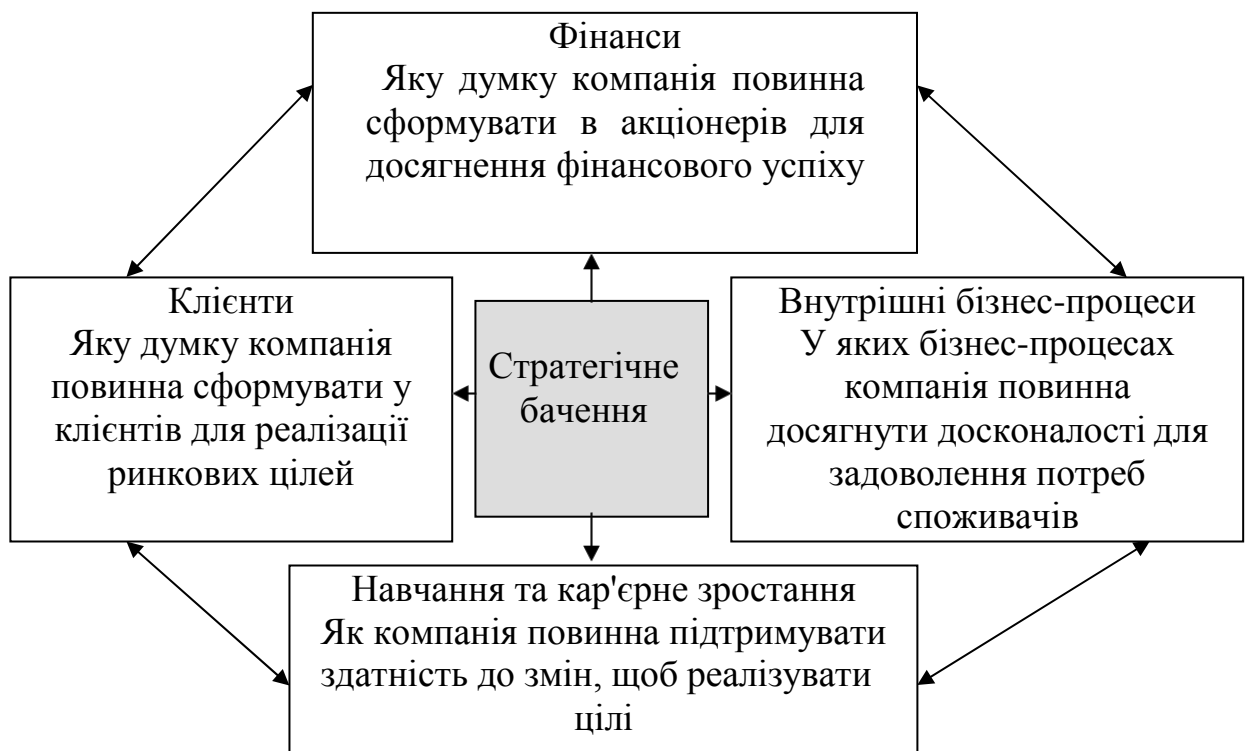 Фінанси
Яку думку компанія повинна
сформувати в акціонерів для
досягнення фінансового успіху
Клієнти
Яку думку компанія
повинна сформувати у
клієнтів для реалізації
ринкових цілей
Стратегічне
бачення
Внутрішні бізнес-процеси
У яких бізнес-процесах
компанія повинна
досягнути досконалості для
задоволення потреб
споживачів
Навчання та кар'єрне зростання
Як компанія повинна підтримувати
здатність до змін, щоб реалізувати
цілі